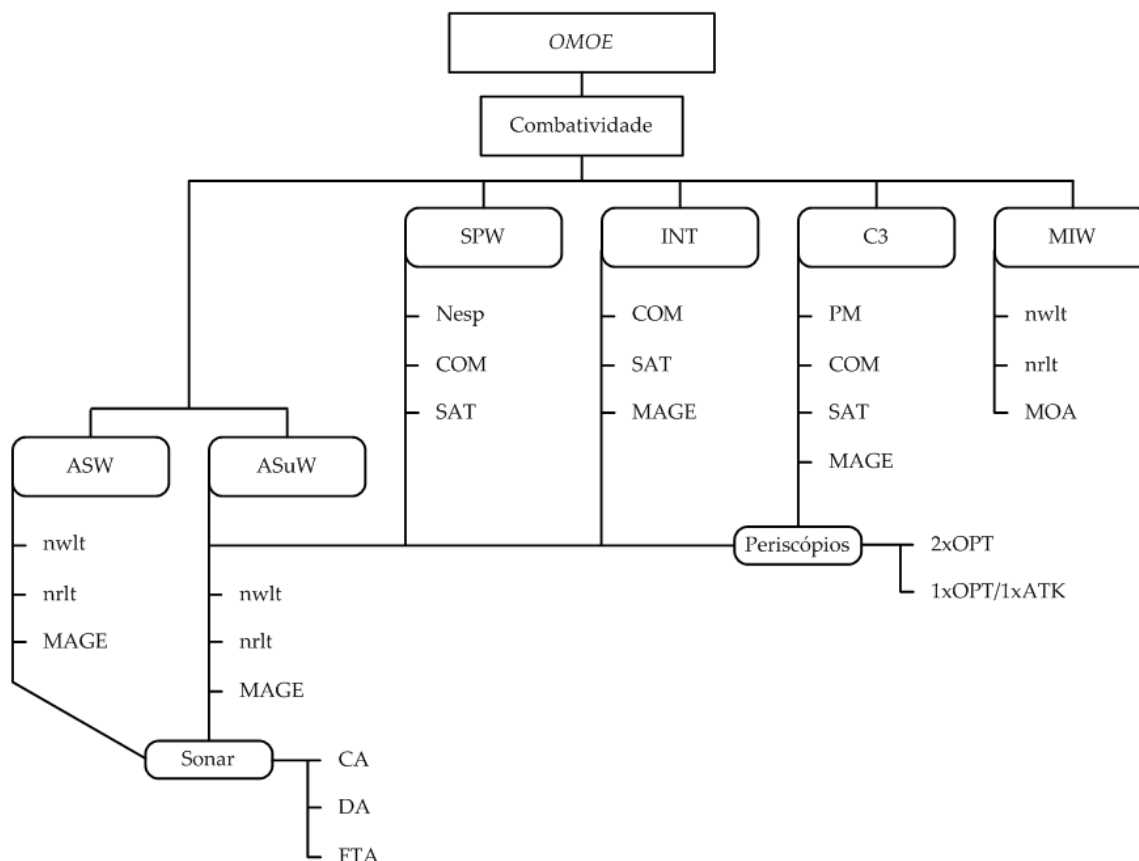 OMOE
Combatividade
SPW
INT
C3
MIW
Nesp
COM
SAT
COM
SAT
MAGE
PM
COM
SAT
MAGE
nwlt
nrlt
MOA
ASW
ASuW
nwlt
nrlt
MAGE
nwlt
nrlt
MAGE
Periscópios
2xOPT
1xOPT/1xATK
Sonar
CA
DA
FTA